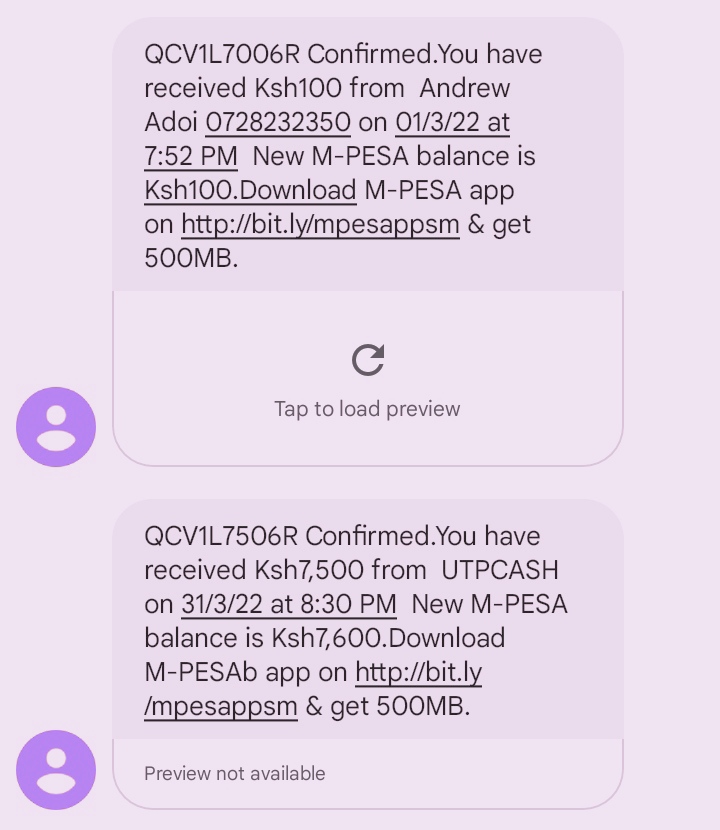 QCV1L7006R Confirmed.You have
received Ksh100 from  Andrew
Adoi 0728232350 on 01/3/22 at
7:52 PM  New M-PESA balance is
Ksh100.Download M-PESA app
on http://bit.ly/mpesappsm & get
500MB.
Tap to load preview
QCV1L7506R Confirmed.You have
received Ksh7,500 from  UTPCASH
on 31/3/22 at 8:30 PM  New M-PESA
balance is Ksh7,600.Download
M-PESAb app on http://bit.ly
/mpesappsm & get 500MB.
Preview not available